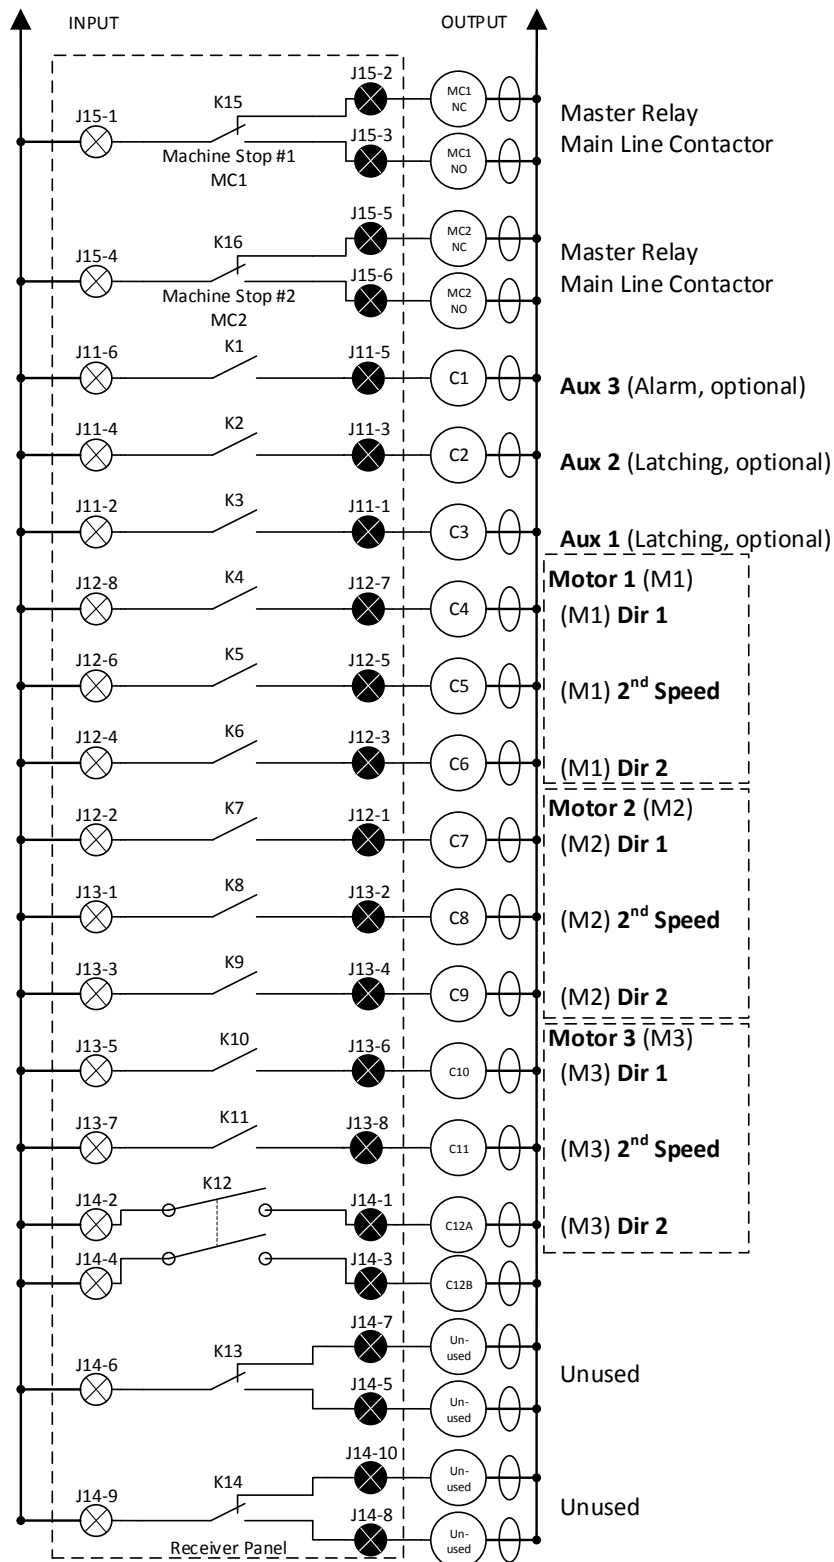 INPUT
OUTPUT
J15-1
K15
J15-2
MC1
NC
J15-3
MC1
NO
Machine Stop #1
MC1
Master Relay
Main Line Contactor
J15-4
K16
J15-5
MC2
NC
J15-6
MC2
NO
Machine Stop #2
MC2
Master Relay
Main Line Contactor
J11-6
K1
J11-5
C1
Aux 3 (Alarm, optional)
J11-4
K2
J11-3
C2
Aux 2 (Latching, optional)
J11-2
K3
J11-1
C3
Aux 1 (Latching, optional)
Motor 1 (M1)
J12-8
K4
J12-7
C4
(M1) Dir 1
J12-6
K5
J12-5
C5
(M1) 2nd Speed
J12-4
K6
J12-3
C6
(M1) Dir 2
Motor 2 (M2)
J12-2
K7
J12-1
C7
(M2) Dir 1
J13-1
K8
J13-2
C8
(M2) 2nd Speed
J13-3
K9
J13-4
C9
(M2) Dir 2
Motor 3 (M3)
J13-5
K10
J13-6
C10
(M3) Dir 1
J13-7
K11
J13-8
C11
(M3) 2nd Speed
J14-2
K12
J14-1
C12A
(M3) Dir 2
J14-4
J14-3
C12B
J14-6
K13
J14-7
Un-
used
J14-5
Un-
used
Unused
J14-9
K14
J14-10
Un-
used
J14-8
Un-
used
Unused
Receiver Panel